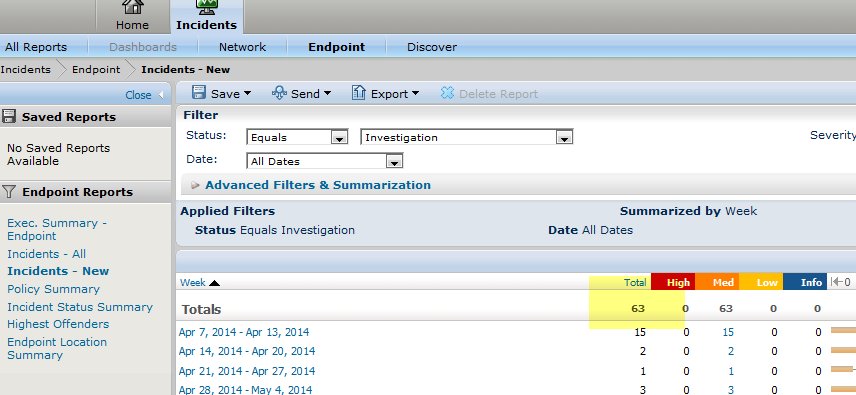 Home
Incidents
All Reports Dashboards Network Endpoint Discover
Incidents Endpoint Incidents - New
Close
Saved Reports
No Saved Reports
Available
Endpoint Reports
Exec. Summary -
Endpoint
Incidents - All
Incidents - New
Policy Summary
Incident Status Summary
Highest Offenders
Endpoint Location
Summary
Save Send Export Delete Report
Filter
Status: Equals Investigation Severity
Date: All Dates
Advanced Filters & Summarization
Applied Filters Summarized by Week
Status Equals Investigation Date All Dates
Week Total High Med Low Info 0
Totals 63 0 63 0 0
Apr 7, 2014 - Apr 13, 2014 15 0 15 0 0
Apr 14, 2014 - Apr 20, 2014 2 0 2 0 0
Apr 21, 2014 - Apr 27, 2014 1 0 1 0 0
Apr 28, 2014 - May 4, 2014 3 0 3 0 0